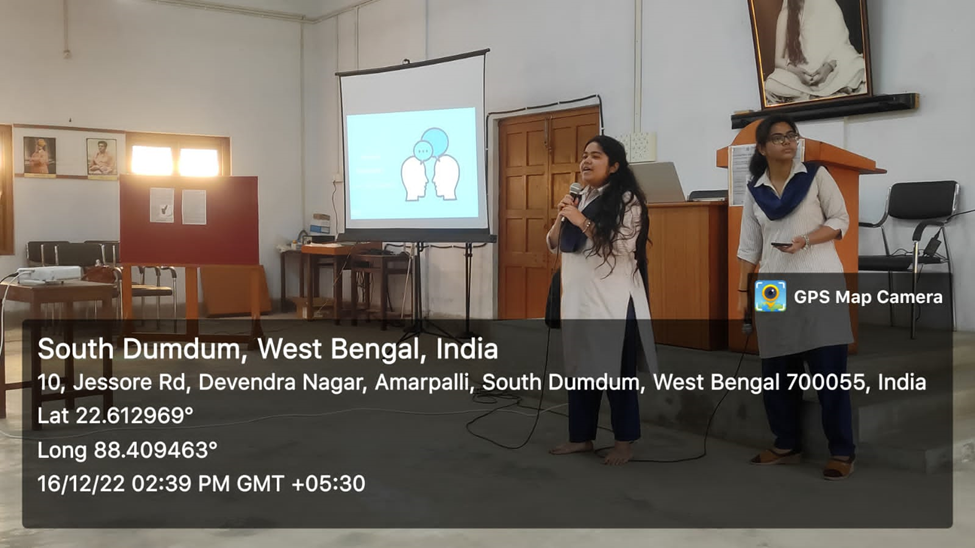 GPS Map Camera
South Dumdum, West Bengal, India
10, Jessore Rd, Devendra Nagar, Amarpalli, South Dumdum, West Bengal 700055, India
Lat 22.612969°
Long 88.409463°
16/12/22 02:39 PM GMT +05:30